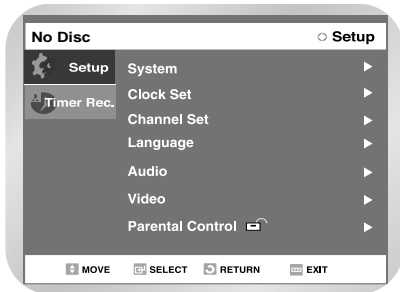 No Disc Setup
Setup
Timer Rec.
System
Clock Set
Channel Set
Language
Audio
Video
Parental Control
MOVE SELECT RETURN EXIT